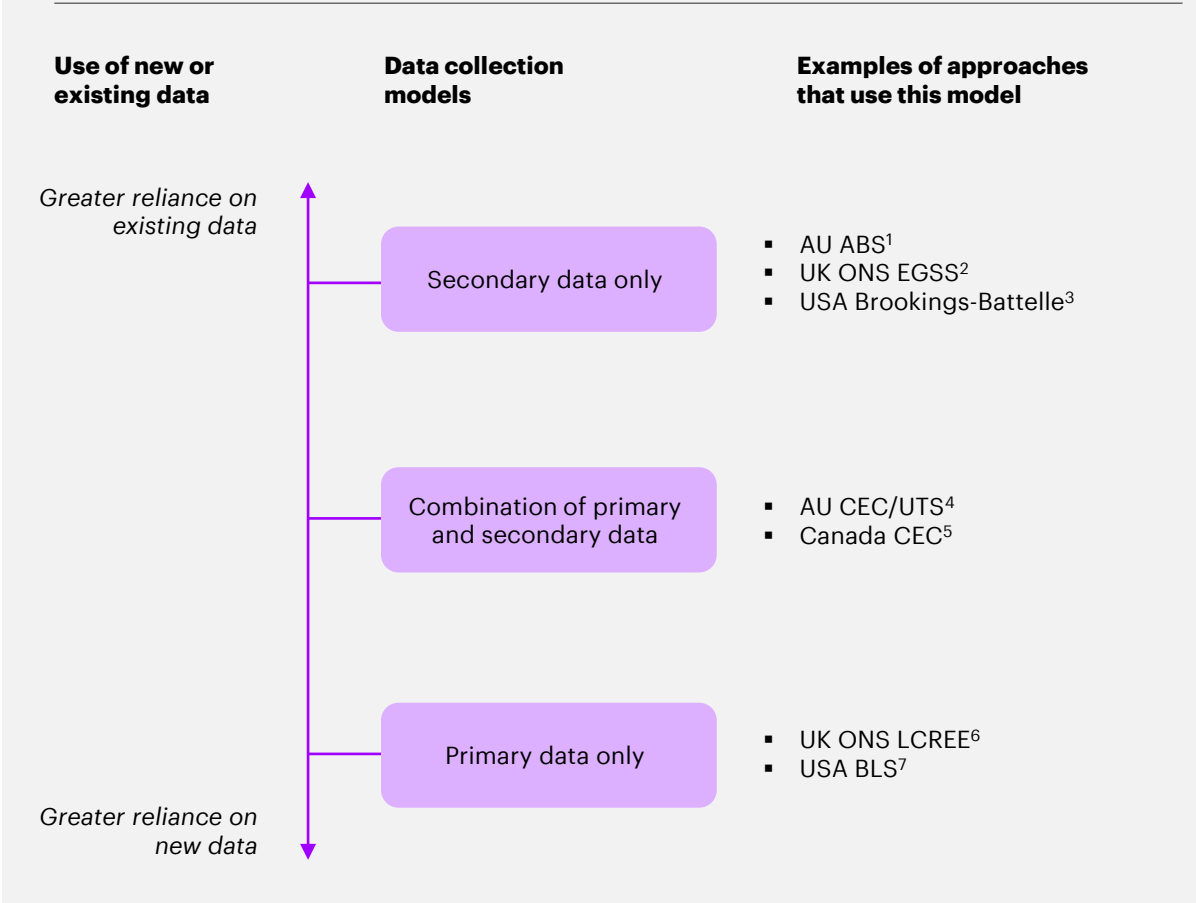 Use of new or
existing data
Data collection
models
Examples of approaches
that use this model
Greater reliance on
existing data
Secondary data only
▪ AU ABS¹
▪ UK ONS EGSS²
▪ USA Brookings-Battelle³
Combination of primary
and secondary data
▪ AU CEC/UTS⁴
▪ Canada CEC⁵
Primary data only
▪ UK ONS LCREE⁶
▪ USA BLS⁷
Greater reliance on
new data